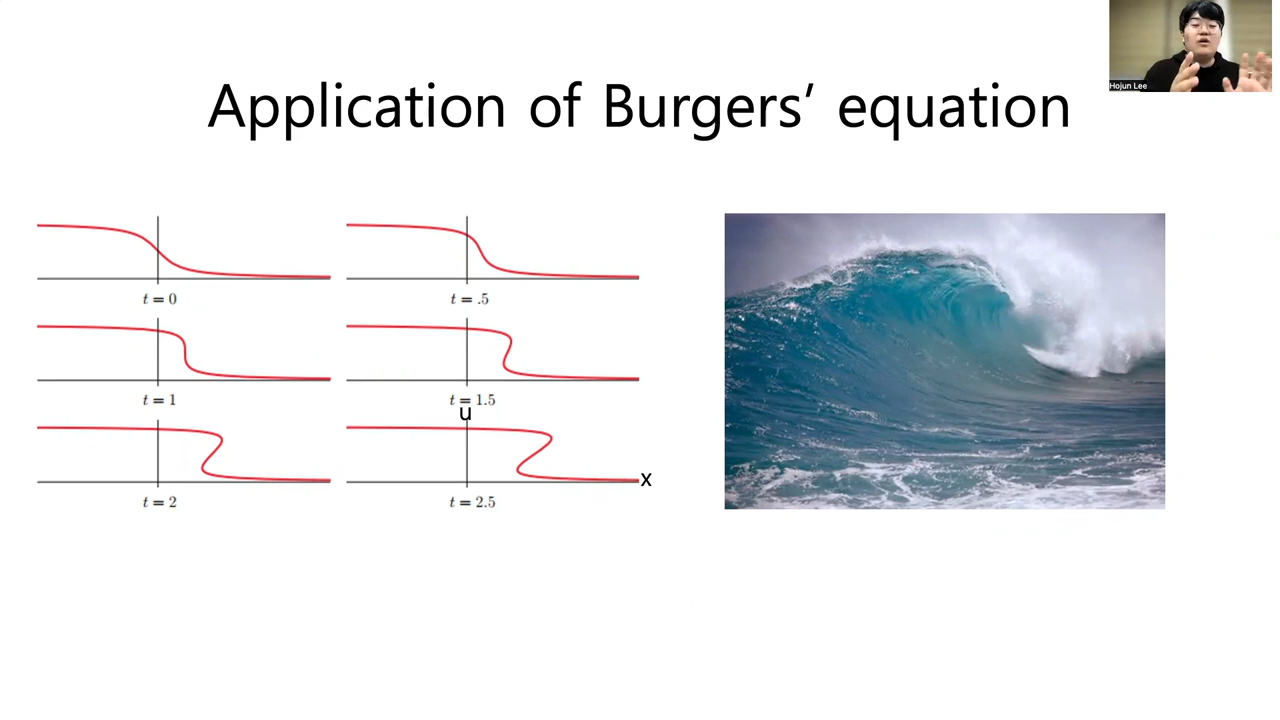 Hojun Lee
Application of Burgers’ equation
t = 0
t = .5
t = 1
t = 1.5
u
x
t = 2
t = 2.5